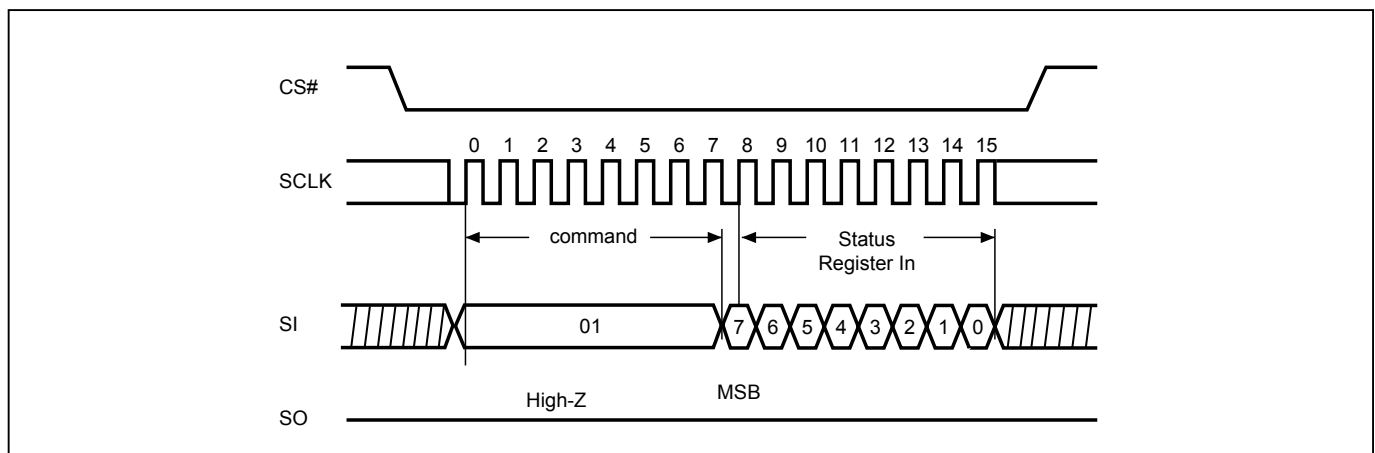 CS#
0 1 2 3 4 5 6 7 8 9 10 11 12 13 14 15
SCLK
command
Status
Register In
SI
01
7 6 5 4 3 2 1 0
High-Z
MSB
SO